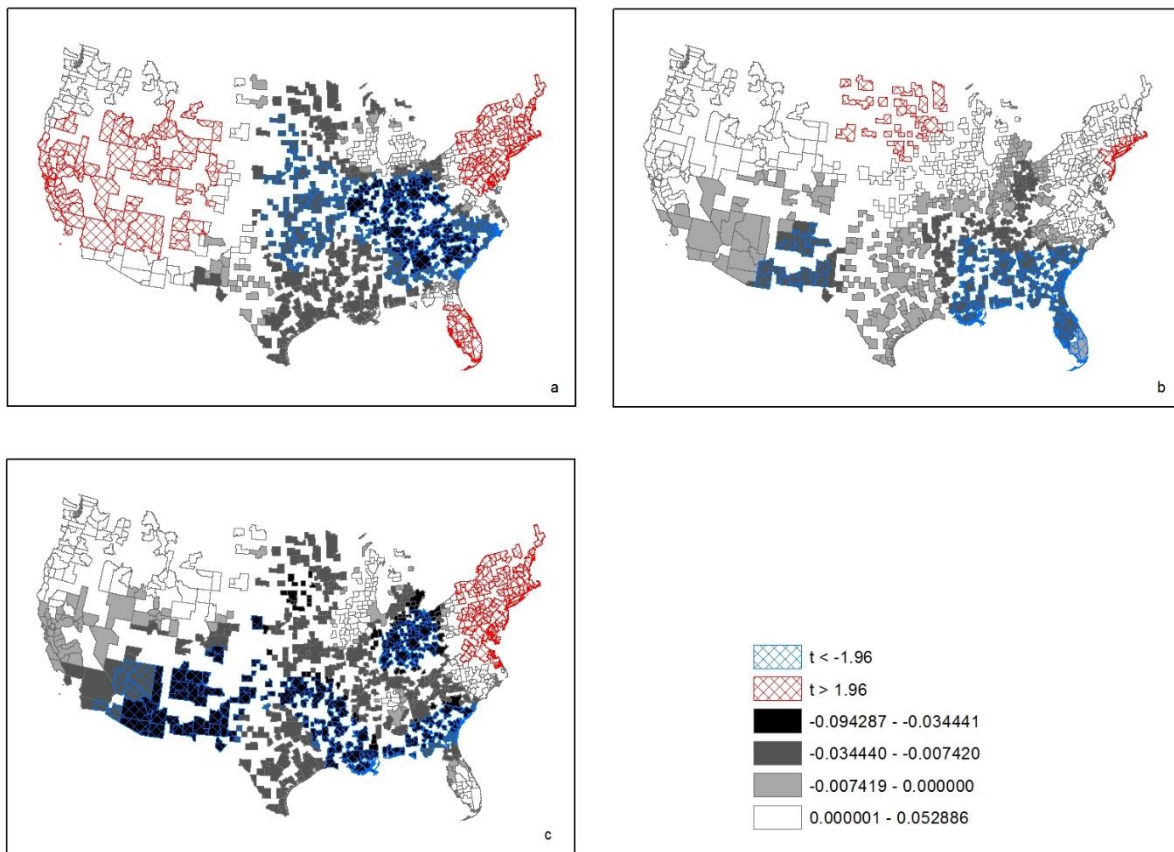 a
b
c
t < -1.96
t > 1.96
-0.094287 - -0.034441
-0.034440 - -0.007420
-0.007419 - 0.000000
0.000001 - 0.052886